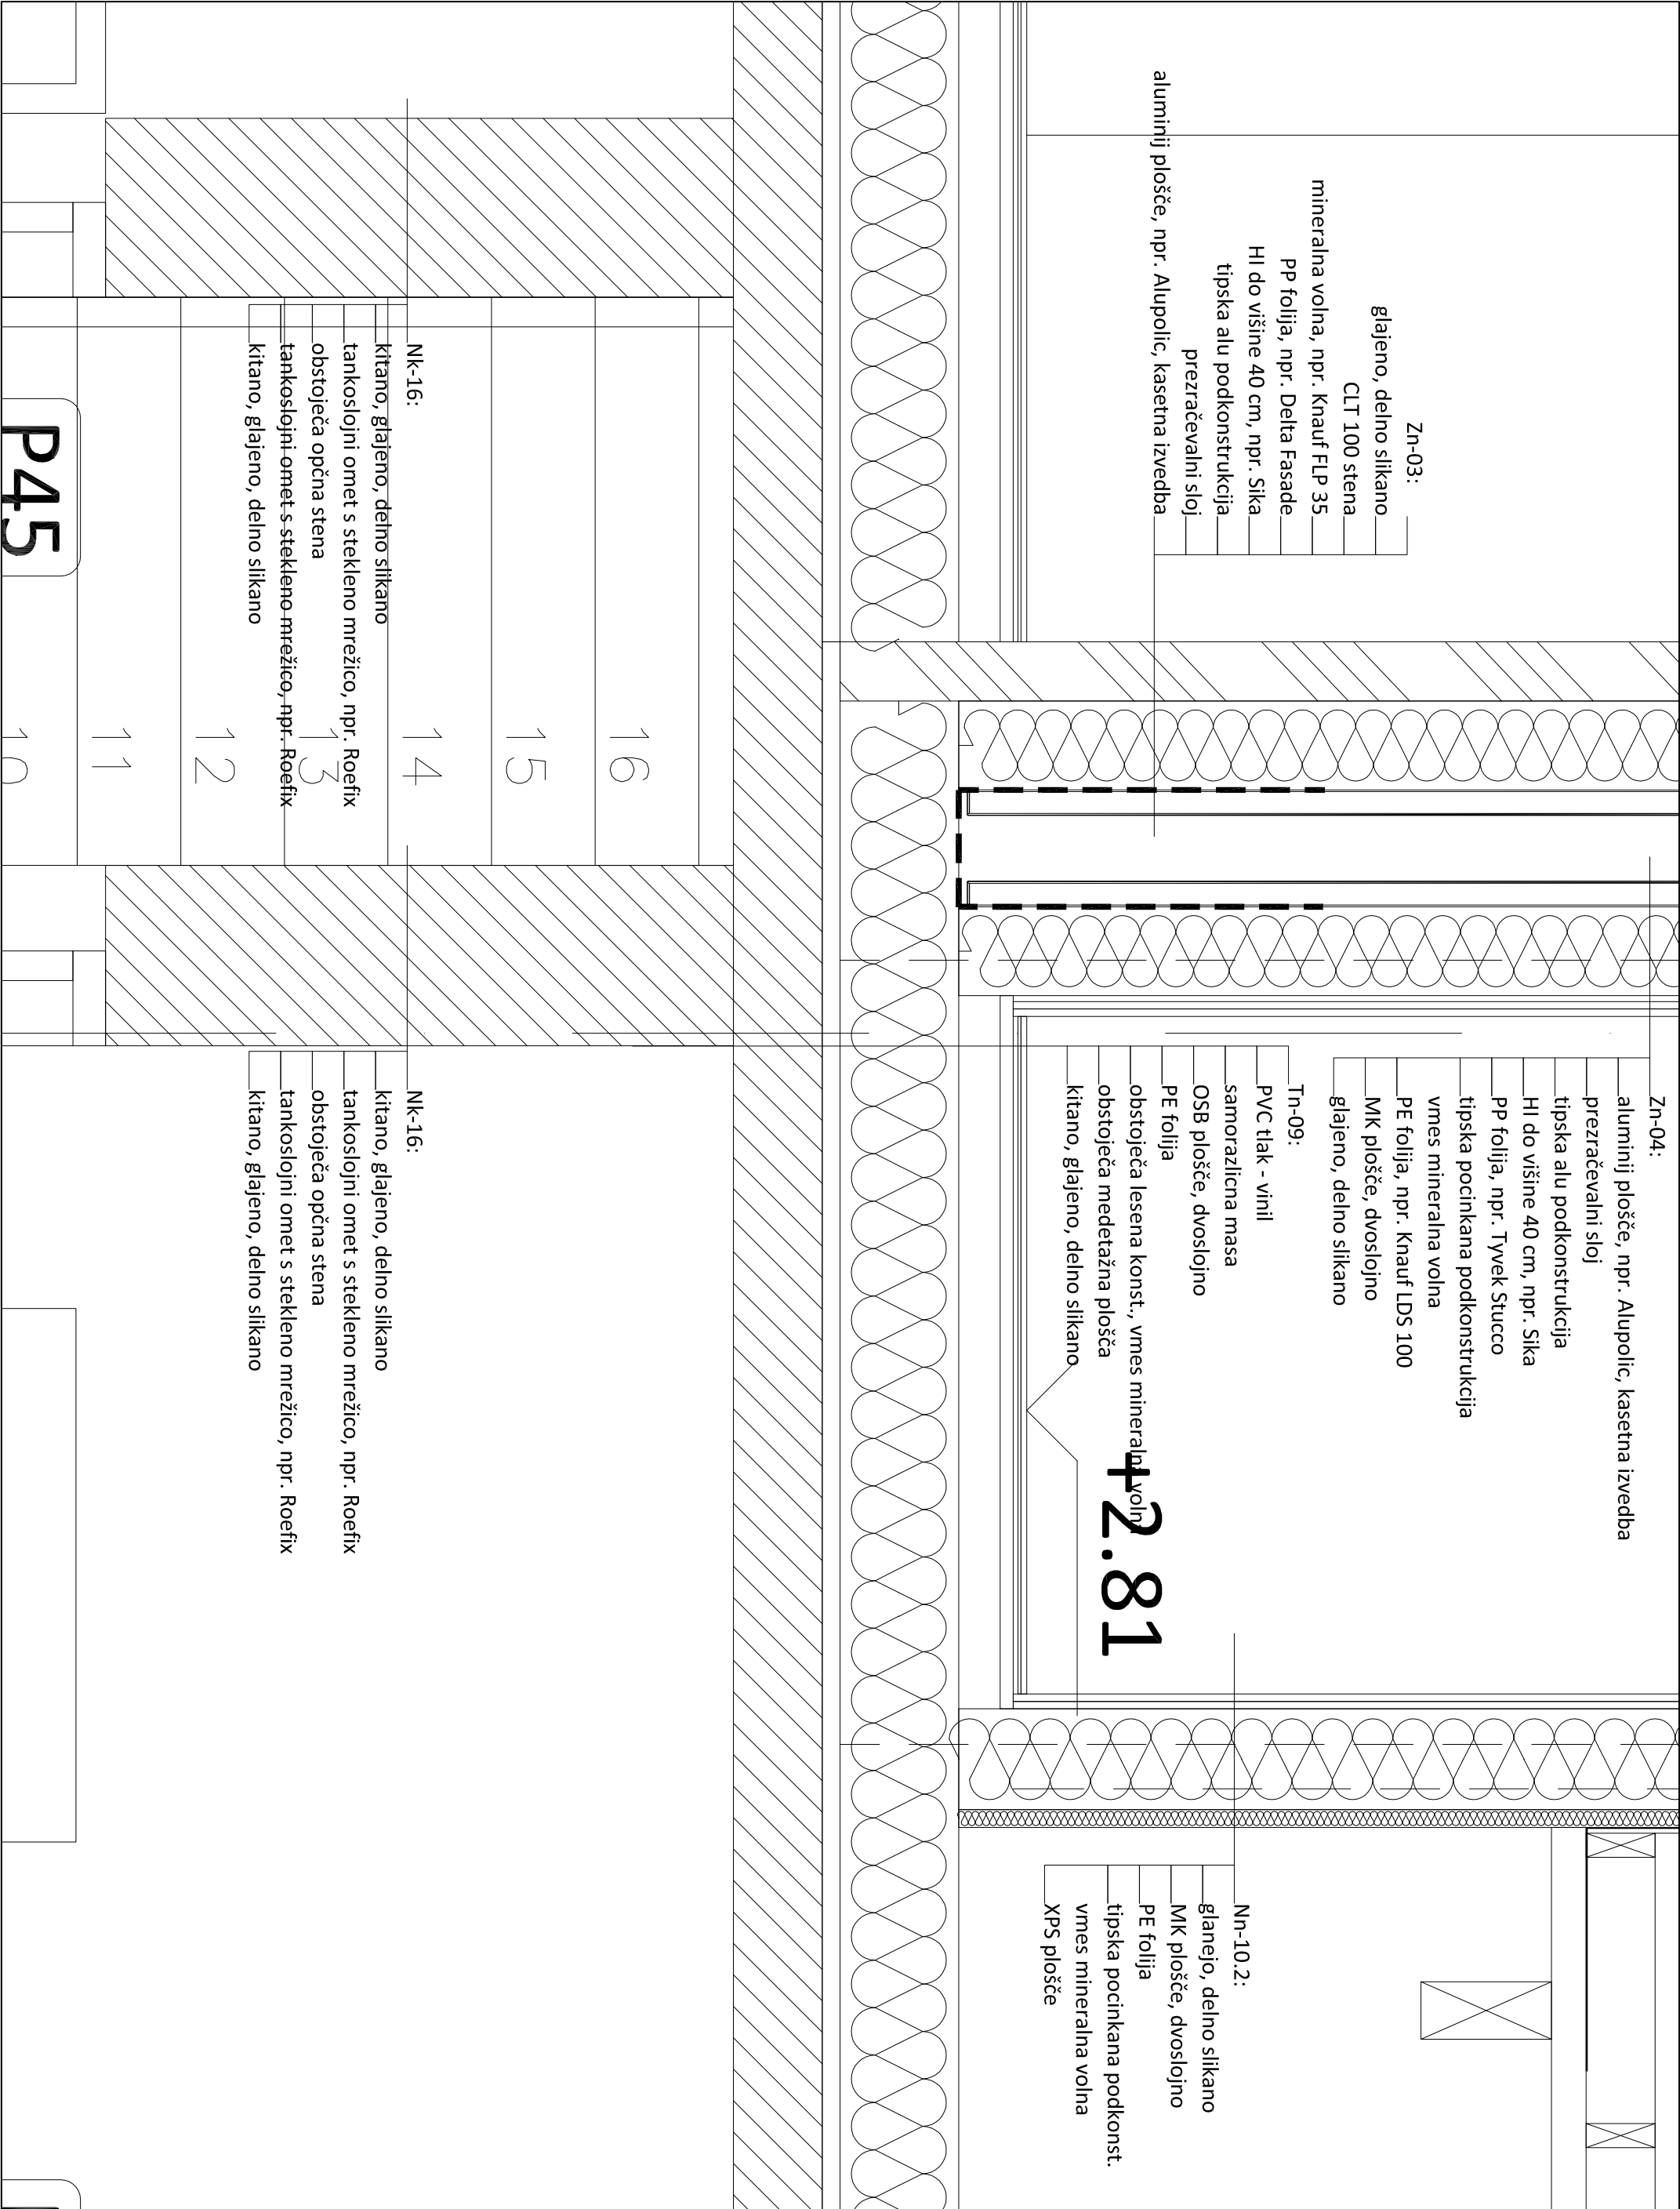 Zn-03:
glajeno, delno slikano
CLT 100 stena
mineralna volna, npr. Knauf FLP 35
PP folija, npr. Delta Fasade
HI do višine 40 cm, npr. Sika
tipska alu podkonstrukcija
prezračevalni sloj
aluminij plošče, npr. Alupolic, kasetna izvedba
Zn-04:
aluminij plošče, npr. Alupolic, kasetna izvedba
prezračevalni sloj
tipska alu podkonstrukcija
HI do višine 40 cm, npr. Sika
PP folija, npr. Tyvek Stucco
tipska pocinkana podkonstrukcija
vmes mineralna volna
PE folija, npr. Knauf LDS 100
MK plošče, dvoslojno
glajeno, delno slikano
Tn-09:
PVC tlak - vinil
samorazlicna masa
OSB plošče, dvoslojno
PE folija
obstoječa lesena konst., vmes mineralna volna
obstoječa medetažna plošča
kitano, glajeno, delno slikano
+2.81
Nn-10.2:
glanejo, delno slikano
MK plošče, dvoslojno
PE folija
tipska pocinkana podkonst.
vmes mineralna volna
XPS plošče
Nk-16:
kitano, glajeno, delno slikano
tankoslojni omet s stekleno mrežico, npr. Roefix
obstoječa opčna stena
tankoslojni omet s stekleno mrežico, npr. Roefix
kitano, glajeno, delno slikano
16
15
14
13
12
11
10
Nk-16:
kitano, glajeno, delno slikano
tankoslojni omet s stekleno mrežico, npr. Roefix
obstoječa opčna stena
tankoslojni omet s stekleno mrežico, npr. Roefix
kitano, glajeno, delno slikano
P45